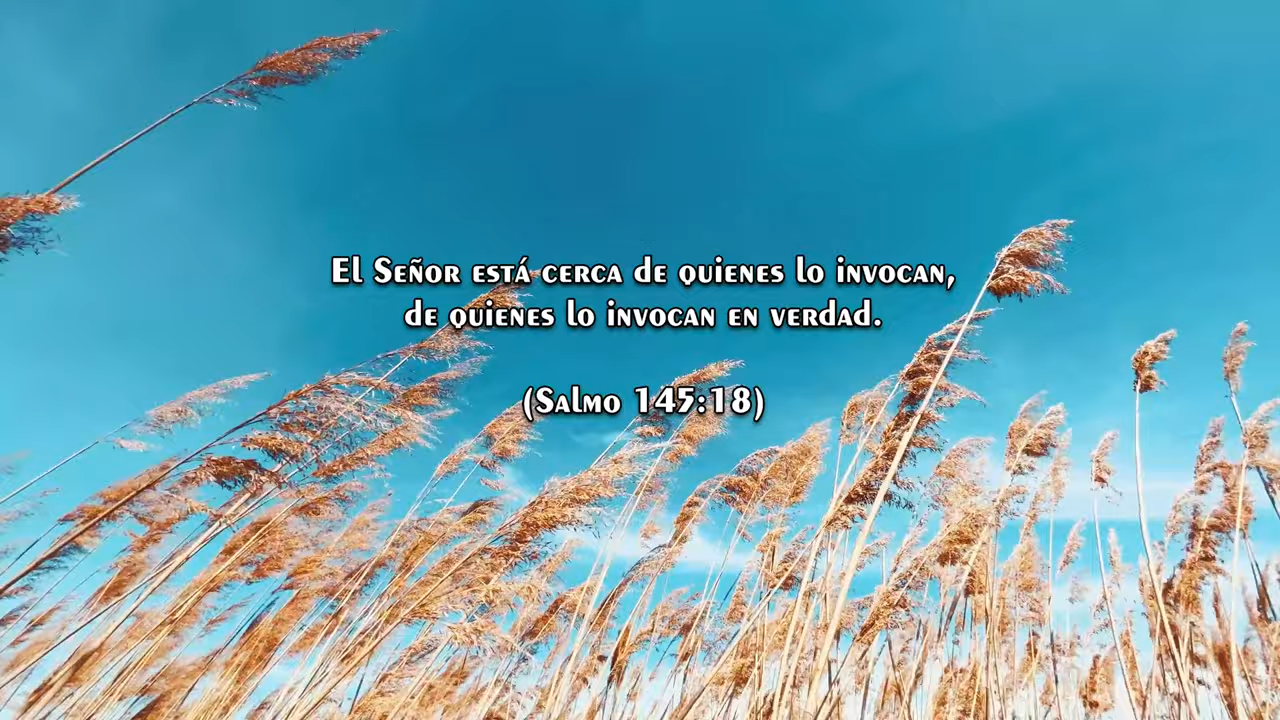 El Señor está cerca de quienes lo invocan,
de quienes lo invocan en verdad.
(Salmo 145:18)